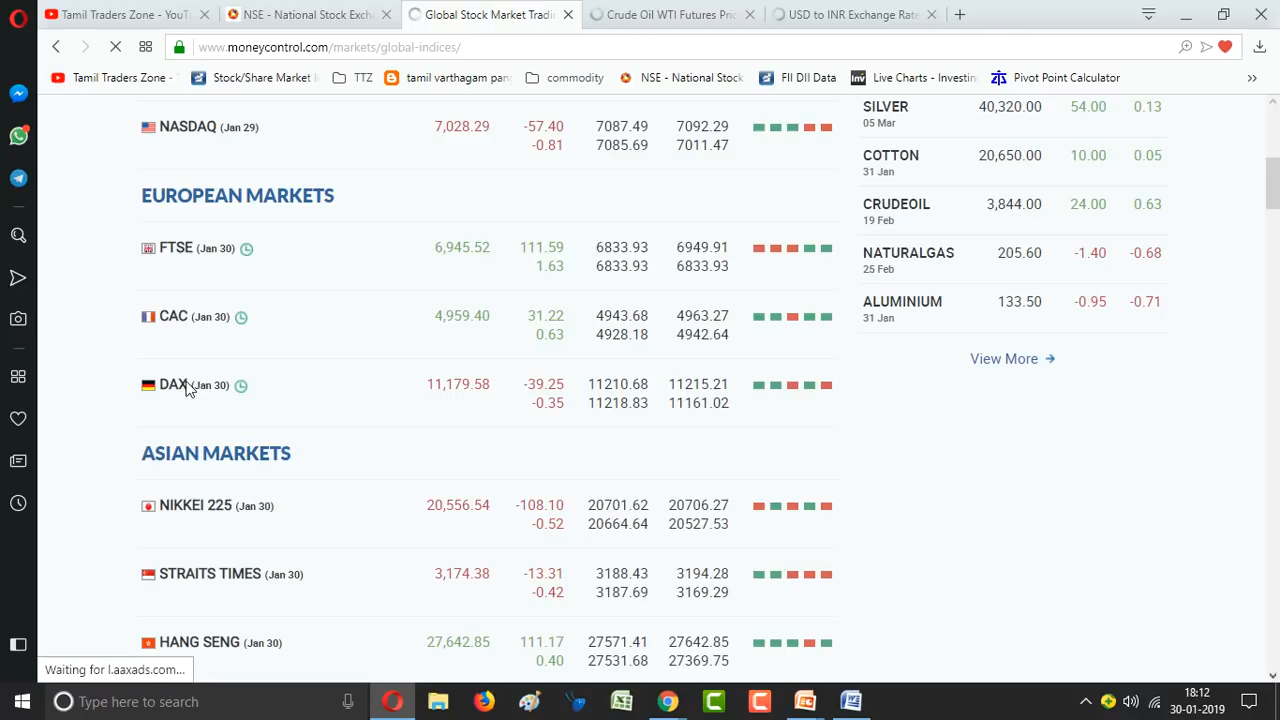 Tamil Traders Zone - YouT
NSE - National Stock Exch
Global Stock Market Tradi
Crude Oil WTI Futures Pric
USD to INR Exchange Rate
www.moneycontrol.com/markets/global-indices/
Tamil Traders Zone -
Stock/Share Market I
TTZ
tamil varthagam pan
commodity
NSE - National Stock
FII DII Data
Live Charts - Investin
Pivot Point Calculator
NASDAQ (Jan 29) 7,028.29 -57.40 7087.49 7092.29
-0.81 7085.69 7011.47
EUROPEAN MARKETS
FTSE (Jan 30) 6,945.52 111.59 6833.93 6949.91
1.63 6833.93 6833.93
CAC (Jan 30) 4,959.40 31.22 4943.68 4963.27
0.63 4928.18 4942.64
DAX (Jan 30) 11,179.58 -39.25 11210.68 11215.21
-0.35 11218.83 11161.02
ASIAN MARKETS
NIKKEI 225 (Jan 30) 20,556.54 -108.10 20701.62 20706.27
-0.52 20664.64 20527.53
STRAITS TIMES (Jan 30) 3,174.38 -13.31 3188.43 3194.28
-0.42 3187.69 3169.29
HANG SENG (Jan 30) 27,642.85 111.17 27571.41 27642.85
0.40 27531.68 27369.75
SILVER 40,320.00 54.00 0.13
05 Mar
COTTON 20,650.00 10.00 0.05
31 Jan
CRUDEOIL 3,844.00 24.00 0.63
19 Feb
NATURALGAS 205.60 -1.40 -0.68
25 Feb
ALUMINIUM 133.50 -0.95 -0.71
31 Jan
View More
Waiting for l.aaxads.com...
Type here to search
18:12
30-01-2019